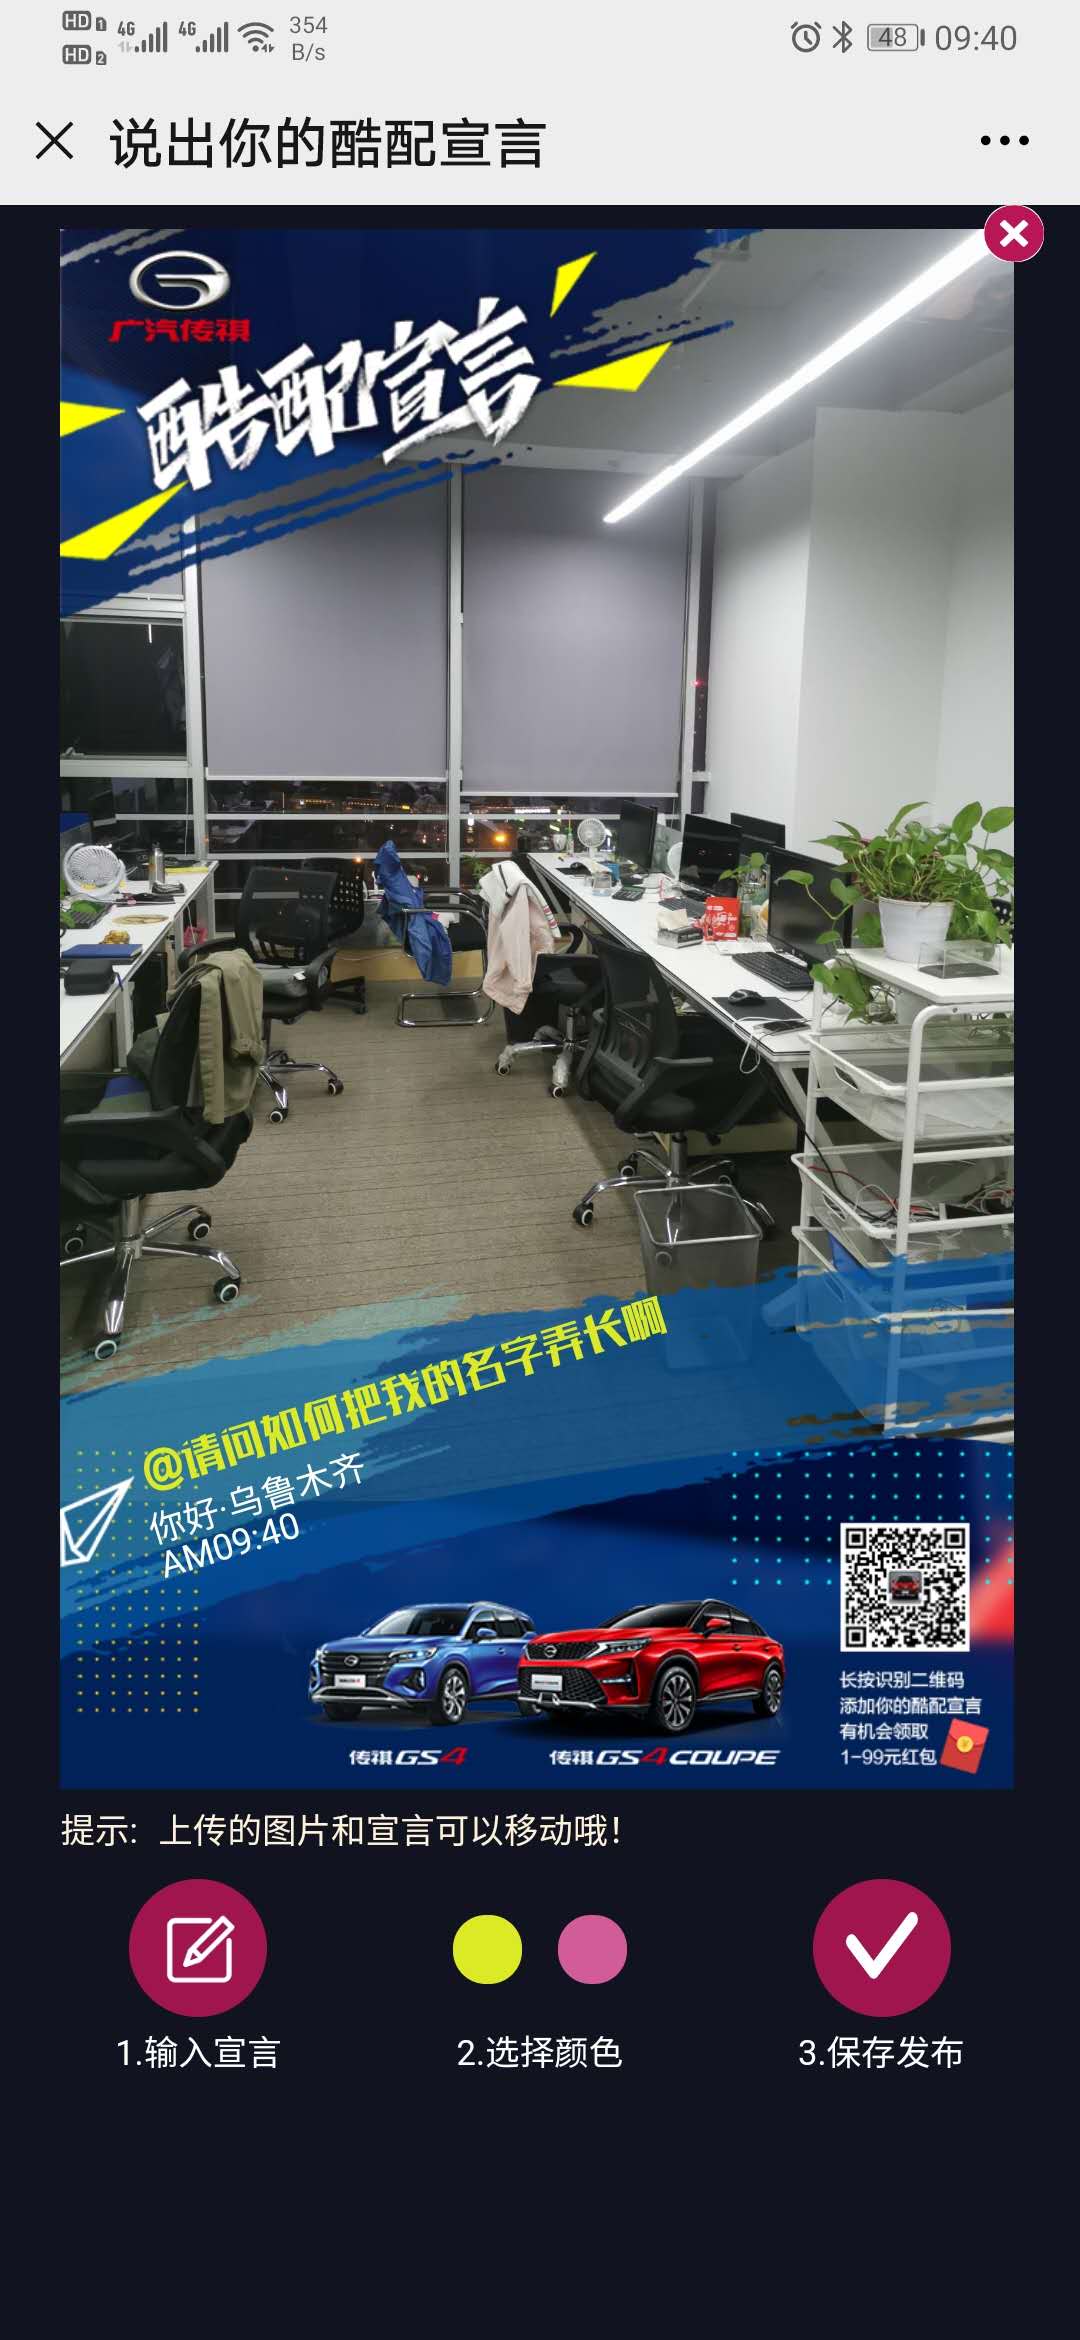 HD 1 4G 4G 354 B/s 48 09:40
HD 2
说出你的酷配宣言
广汽传祺
酷配宣言
@请问如何把我的名字弄长啊
你好·乌鲁木齐
AM09:40
长按识别二维码
添加你的酷配宣言
有机会领取
1-99元红包
传祺GS4 传祺GS4COUPE
提示：上传的图片和宣言可以移动哦！
1.输入宣言 2.选择颜色 3.保存发布